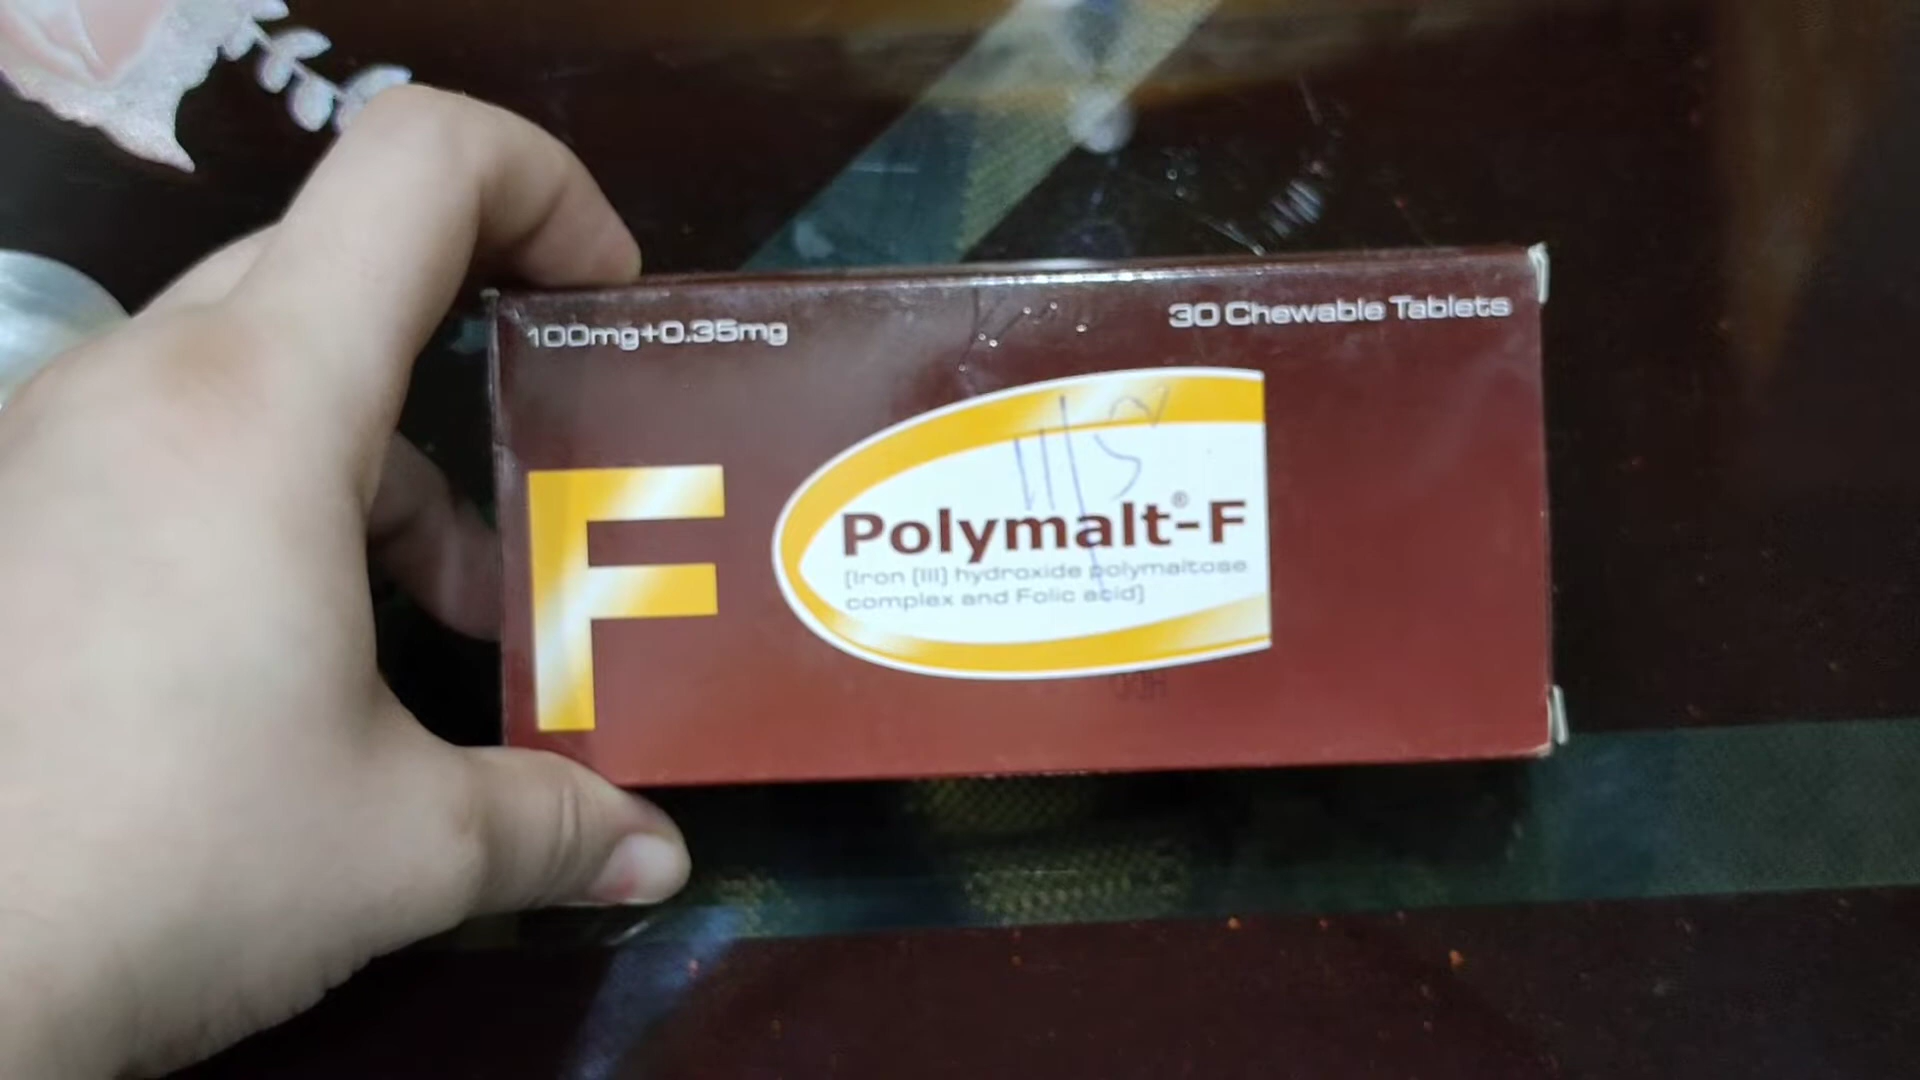 100mg+0.35mg
30 Chewable Tablets
F
Polymalt®-F
[Iron [III] hydroxide polymaltose
complex and Folic acid]